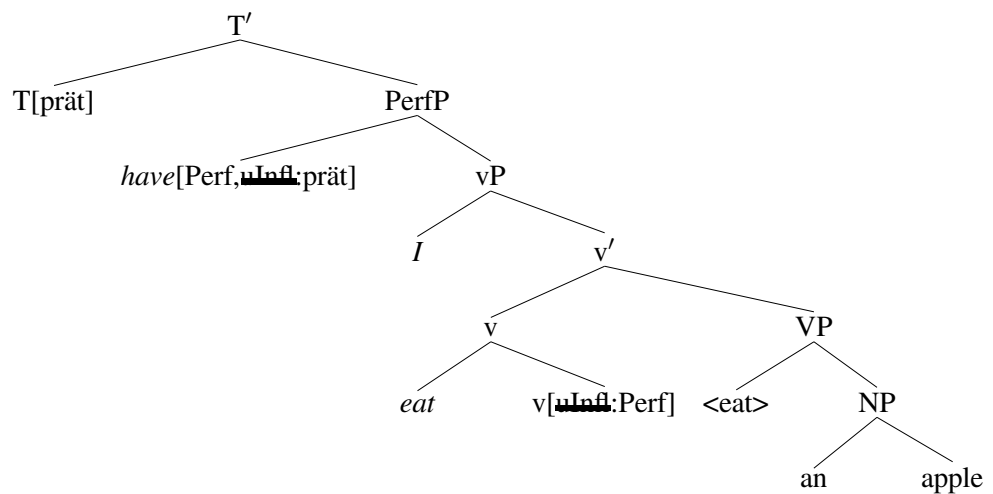 T′
T[prät] PerfP
have[Perf,uInfl:prät] vP
I v′
v VP
eat v[uInfl:Perf] <eat> NP
an apple